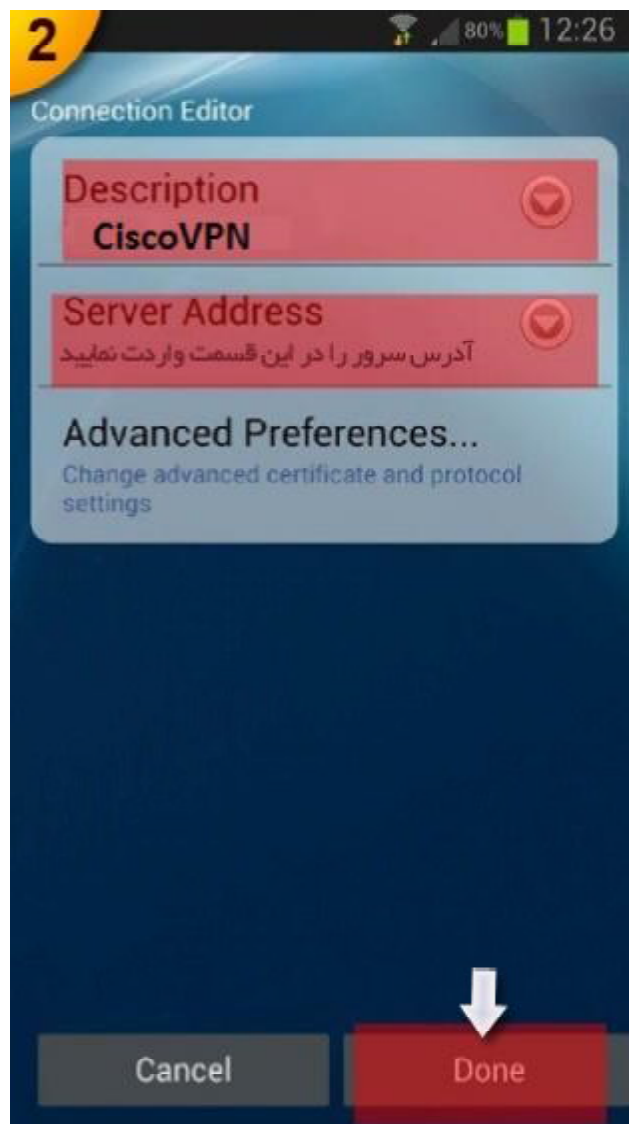 2
80% 12:26
Connection Editor
Description
CiscoVPN
Server Address
آدرس سرور را در این قسمت واردت نمایید
Advanced Preferences...
Change advanced certificate and protocol
settings
Cancel
Done